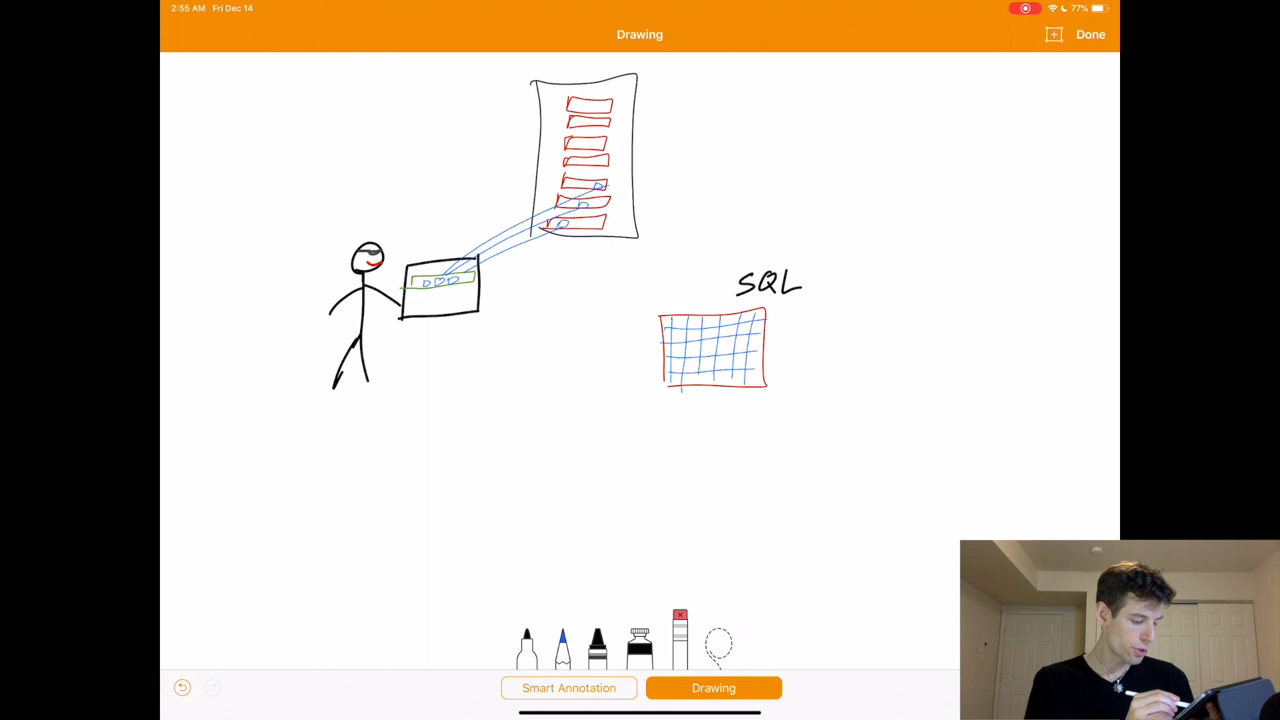 2:55 AM Fri Dec 14
77%
Drawing
Done
SQL
Smart Annotation
Drawing